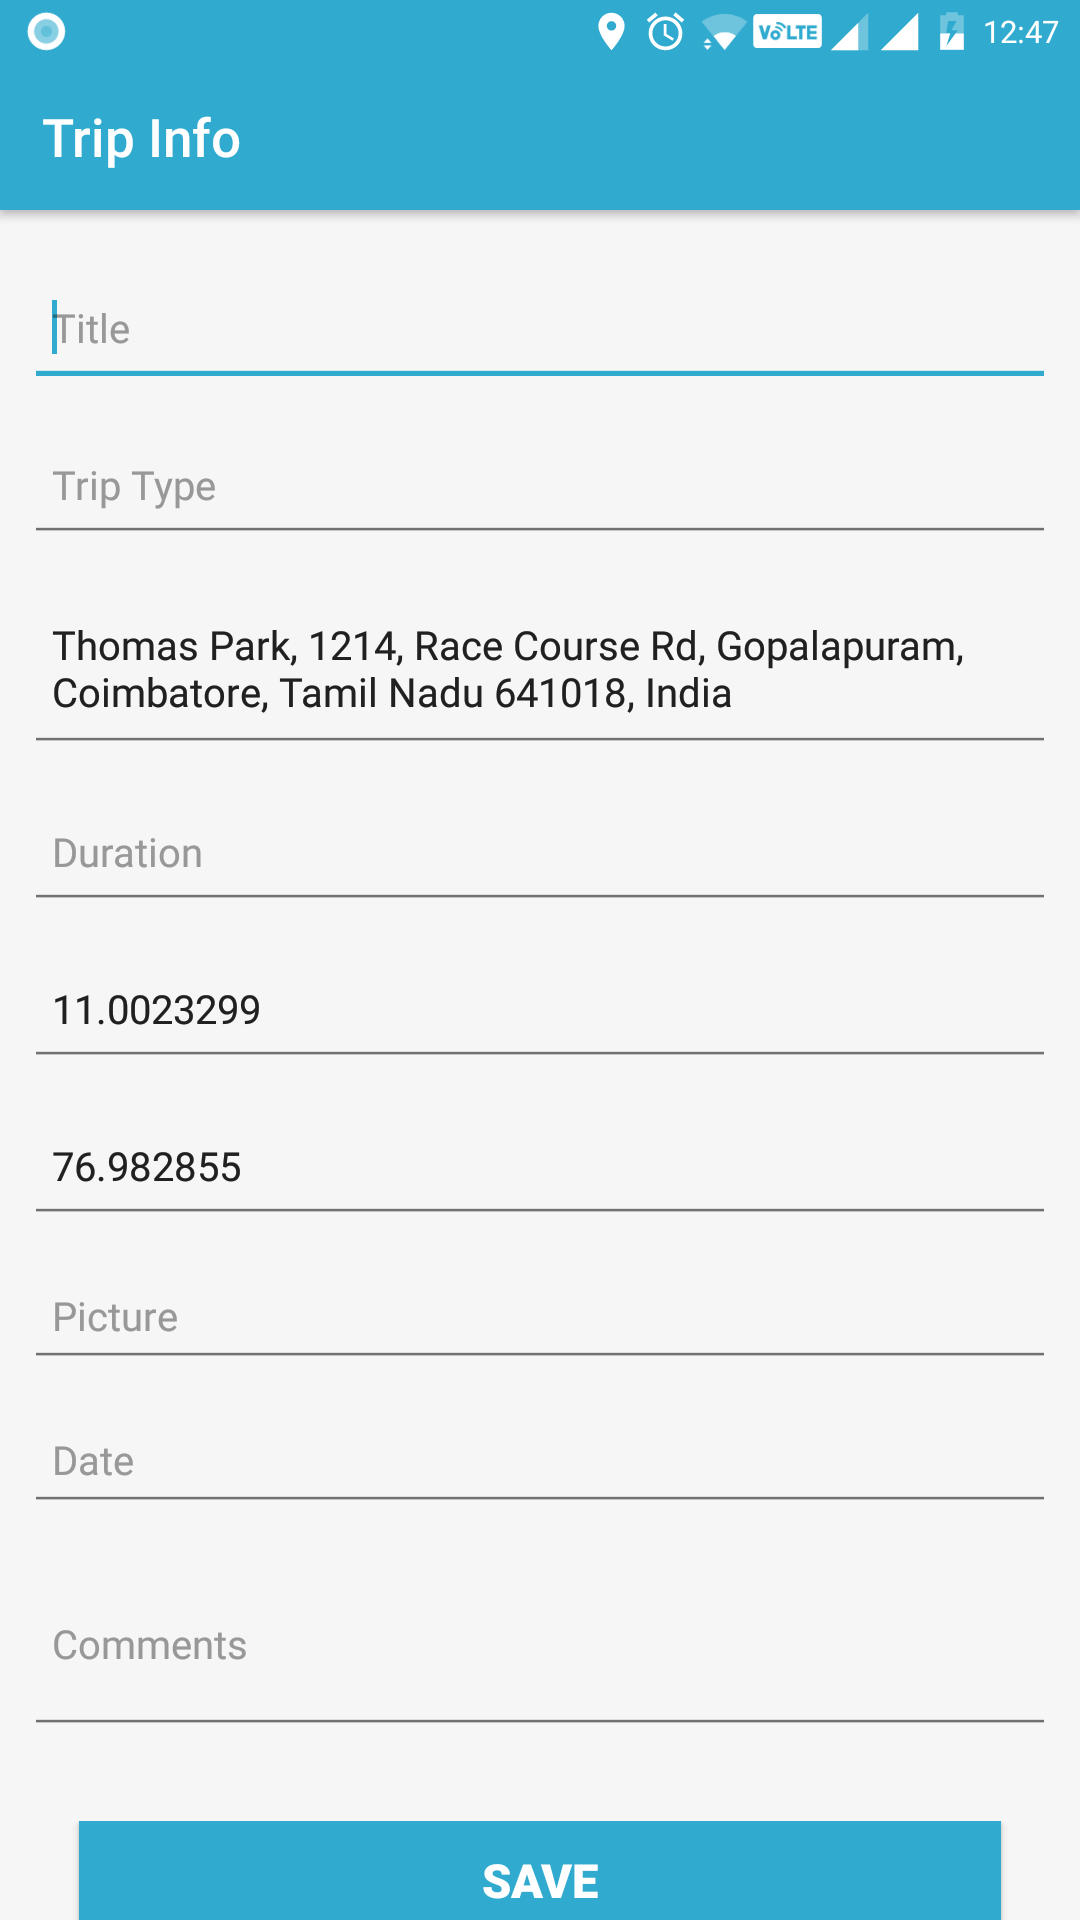 VoLTE 12:47
Trip Info
Title
Trip Type
Thomas Park, 1214, Race Course Rd, Gopalapuram,
Coimbatore, Tamil Nadu 641018, India
Duration
11.0023299
76.982855
Picture
Date
Comments
SAVE